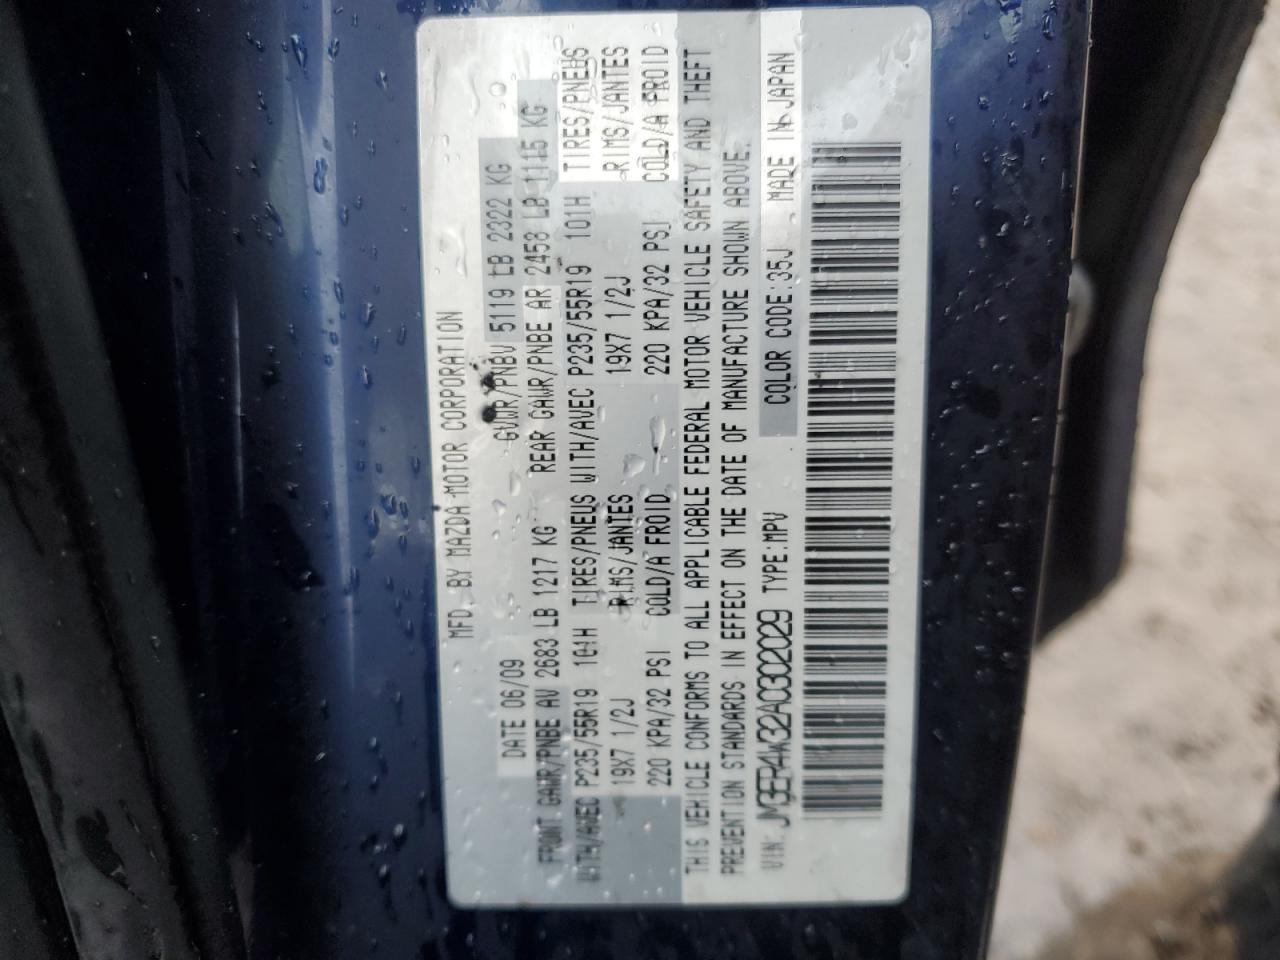 MFD. BY MAZDA MOTOR CORPORATION
DATE 06/09 GVWR/PNBV 5119 LB 2322 KG
FRONT GAWR/PNBE AV 2683 LB 1217 KG REAR GAWR/PNBE AR 2458 LB 1115 KG
WITH/AVEC P235/55R19 101H TIRES/PNEUS WITH/AVEC P235/55R19 101H TIRES/PNEUS
19X7 1/2J RIMS/JANTES 19X7 1/2J RIMS/JANTES
220 KPA/32 PSI COLD/A FROID 220 KPA/32 PSI COLD/A FROID
THIS VEHICLE CONFORMS TO ALL APPLICABLE FEDERAL MOTOR VEHICLE SAFETY AND THEFT
PREVENTION STANDARDS IN EFFECT ON THE DATE OF MANUFACTURE SHOWN ABOVE.
VIN: JM3ER4W32A0302029 TYPE:MPV COLOR CODE:35J MADE IN JAPAN